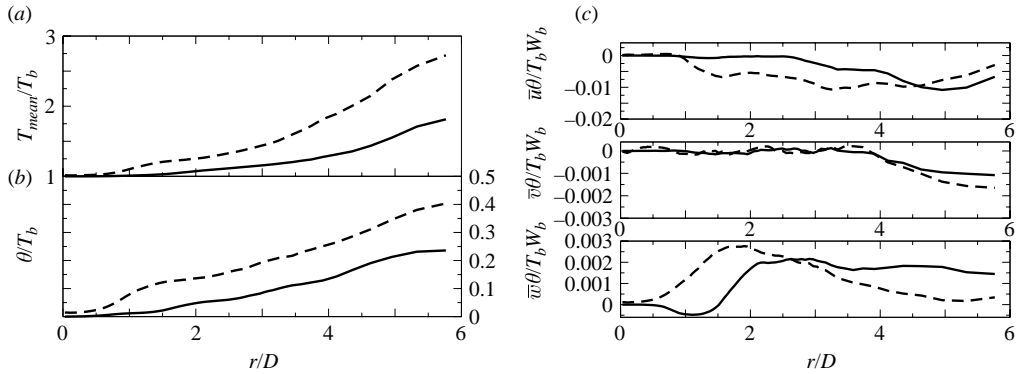 (a)
3
2
1
T_mean/T_b
(b)
0.5
0.4
0.3
0.2
0.1
0
θ/T_b
0 2 4 6
r/D
(c)
0
−0.01
−0.02
u̅θ/T_bW_b
0 2 4 6
0
−0.001
−0.002
−0.003
v̅θ/T_bW_b
0 2 4 6
0.003
0.002
0.001
0
w̅θ/T_bW_b
0 2 4 6
r/D